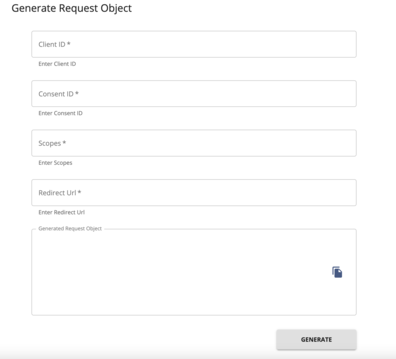 Generate Request Object
Client ID *
Enter Client ID
Consent ID *
Enter Consent ID
Scopes *
Enter Scopes
Redirect Url *
Enter Redirect Url
Generated Request Object
GENERATE